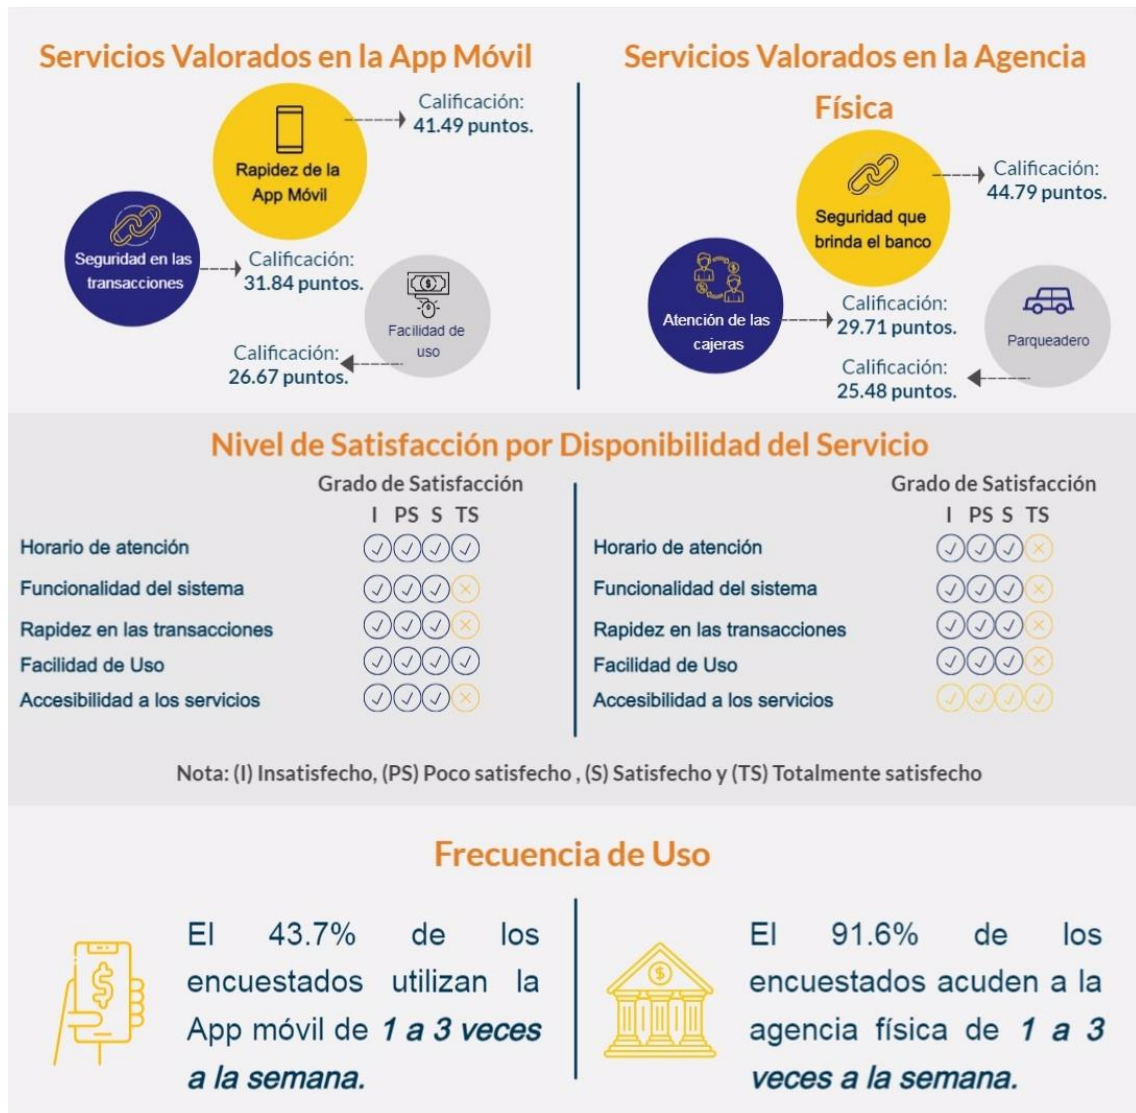 Servicios Valorados en la App Móvil
Calificación:
41.49 puntos.
Rapidez de la
App Móvil
Seguridad en las
transacciones
Calificación:
31.84 puntos.
Facilidad de
uso
Calificación:
26.67 puntos.
Servicios Valorados en la Agencia
Física
Calificación:
44.79 puntos.
Seguridad que
brinda el banco
Atención de las
cajeras
Calificación:
29.71 puntos.
Parqueadero
Calificación:
25.48 puntos.
Nivel de Satisfacción por Disponibilidad del Servicio
Grado de Satisfacción
I PS S TS
Horario de atención
Funcionalidad del sistema
Rapidez en las transacciones
Facilidad de Uso
Accesibilidad a los servicios
Grado de Satisfacción
I PS S TS
Horario de atención
Funcionalidad del sistema
Rapidez en las transacciones
Facilidad de Uso
Accesibilidad a los servicios
Nota: (I) Insatisfecho, (PS) Poco satisfecho , (S) Satisfecho y (TS) Totalmente satisfecho
Frecuencia de Uso
El 43.7% de los
encuestados utilizan la
App móvil de 1 a 3 veces
a la semana.
El 91.6% de los
encuestados acuden a la
agencia física de 1 a 3
veces a la semana.